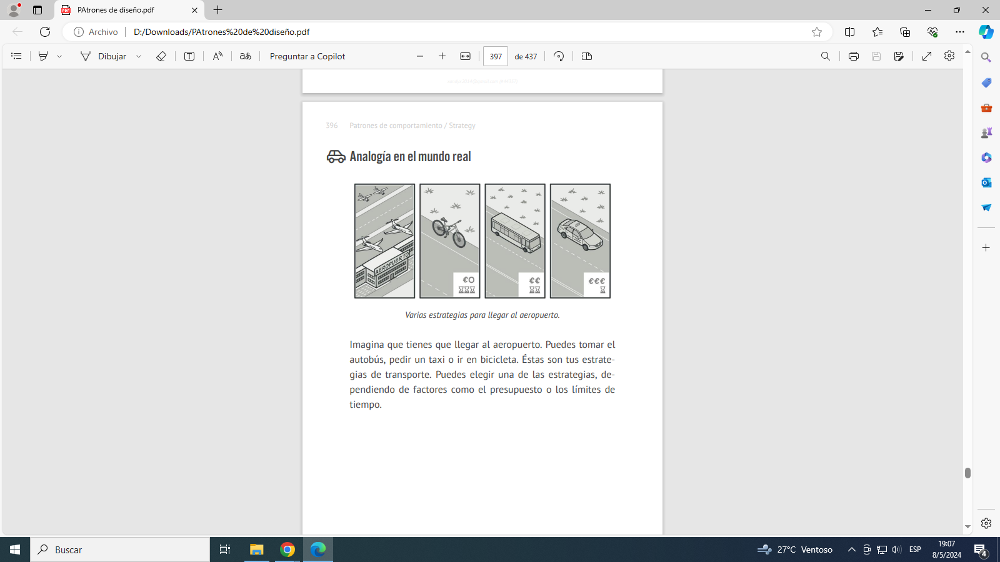 PAtrones de diseño.pdf
Archivo
D:/Downloads/PAtrones%20de%20diseño.pdf
Dibujar
Preguntar a Copilot
397
de 437
396 Patrones de comportamiento / Strategy
Analogía en el mundo real
AEROPUERTO
€
€€
€€€
Varias estrategias para llegar al aeropuerto.
Imagina que tienes que llegar al aeropuerto. Puedes tomar el
autobús, pedir un taxi o ir en bicicleta. Éstas son tus estrate-
gias de transporte. Puedes elegir una de las estrategias, de-
pendiendo de factores como el presupuesto o los límites de
tiempo.
Buscar
27°C Ventoso
ESP
19:07
8/5/2024
4